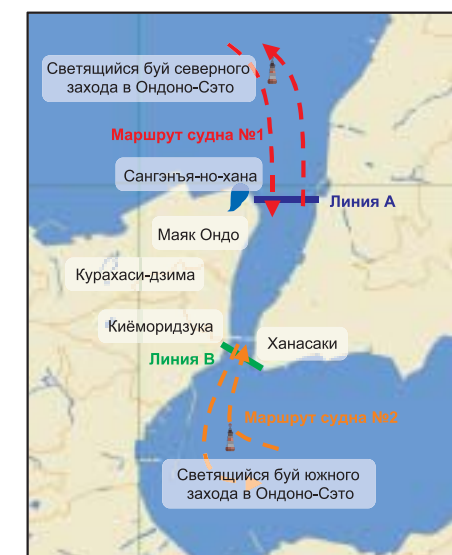 Светящийся буй северного
захода в Ондоно-Сэто
Маршрут судна №1
Сангэнъя-но-хана
Линия А
Маяк Ондо
Курахаси-дзима
Киёморидзука
Ханасаки
Линия В
Маршрут судна №2
Светящийся буй южного
захода в Ондоно-Сэто